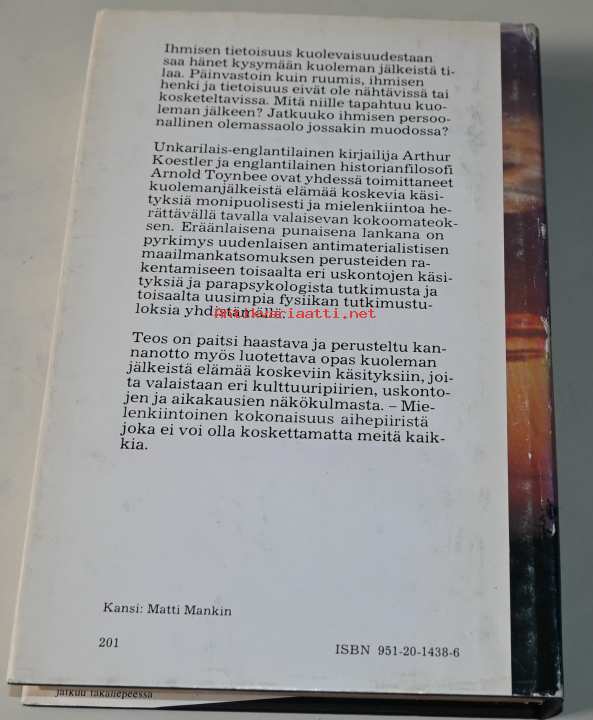 Ihmisen tietoisuus kuolevaisuudestaan
saa hänet kysymään kuoleman jälkeistä ti-
laa. Päinvastoin kuin ruumis, ihmisen
henki ja tietoisuus eivät ole nähtävissä tai
kosketeltavissa. Mitä niille tapahtuu kuo-
leman jälkeen? Jatkuuko ihmisen persoo-
nallinen olemassaolo jossakin muodossa?
Unkarilais-englantilainen kirjailija Arthur
Koestler ja englantilainen historianfilosofi
Arnold Toynbee ovat yhdessä toimittaneet
kuolemanjälkeistä elämää koskevia käsi-
tyksiä monipuolisesti ja mielenkiintoa he-
rättävällä tavalla valaisevan kokoomateok-
sen. Eräänlaisena punaisena lankana on
pyrkimys uudenlaisen antimaterialistisen
maailmankatsomuksen perusteiden ra-
kentamiseen toisaalta eri uskontojen käsi-
tyksiä ja parapsykologista tutkimusta ja
toisaalta uusimpia fysiikan tutkimustu-
loksia yhdistämällä.
Teos on paitsi haastava ja perusteltu kan-
nanotto myös luotettava opas kuoleman
jälkeistä elämää koskeviin käsityksiin, joi-
ta valaistaan eri kulttuuripiirien, uskonto-
jen ja aikakausien näkökulmasta. – Mie-
lenkiintoinen kokonaisuus aihepiiristä
joka ei voi olla koskettamatta meitä kaik-
kia.
Kansi: Matti Mankin
201
ISBN 951-20-1438-6
jatkuu takaliepeessä